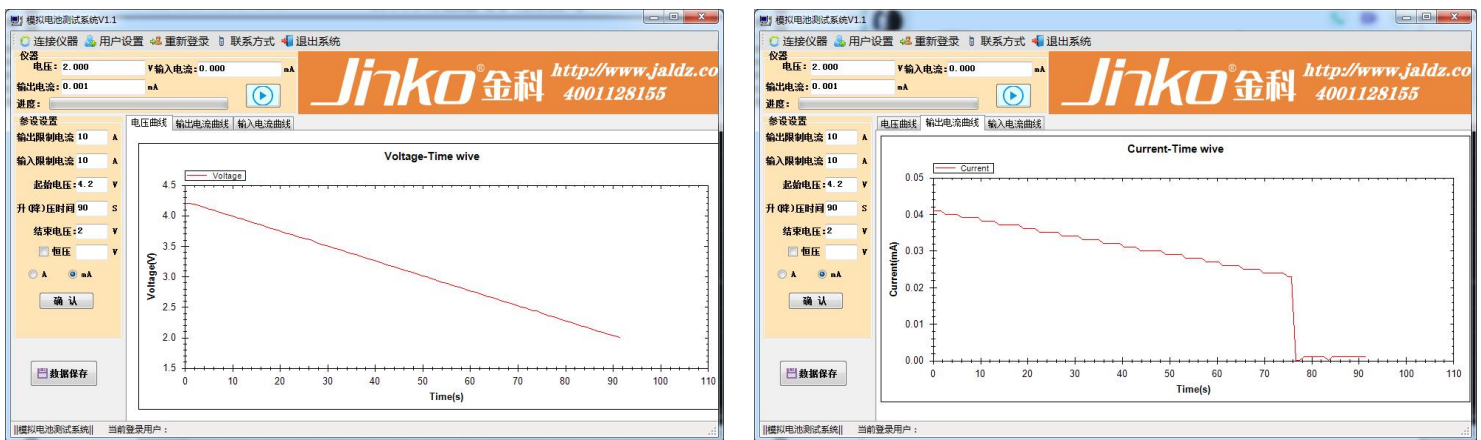 模拟电池测试系统V1.1
连接仪器 用户设置 重新登录 联系方式 退出系统
仪器
电压: 2.000 V 输入电流: 0.000 mA
输出电流: 0.001 mA
进度:
Jinko®金科 http://www.jaldz.co
4001128155
参设设置
输出限制电流 10 A
输入限制电流 10 A
起始电压: 4.2 V
升(降)压时间 90 S
结束电压: 2 V
恒压 V
A mA
确 认
数据保存
电压曲线 输出电流曲线 输入电流曲线
Voltage-Time wive
Voltage
Voltage(V)
4.5
4.0
3.5
3.0
2.5
2.0
1.5
0 10 20 30 40 50 60 70 80 90 100 110
Time(s)
||模拟电池测试系统|| 当前登录用户:
模拟电池测试系统V1.1
连接仪器 用户设置 重新登录 联系方式 退出系统
仪器
电压: 2.000 V 输入电流: 0.000 mA
输出电流: 0.001 mA
进度:
Jinko®金科 http://www.jaldz.co
4001128155
参设设置
输出限制电流 10 A
输入限制电流 10 A
起始电压: 4.2 V
升(降)压时间 90 S
结束电压: 2 V
恒压 V
A mA
确 认
数据保存
电压曲线 输出电流曲线 输入电流曲线
Current-Time wive
Current
Current(mA)
0.05
0.04
0.03
0.02
0.01
0.00
0 10 20 30 40 50 60 70 80 90 100 110
Time(s)
||模拟电池测试系统|| 当前登录用户: